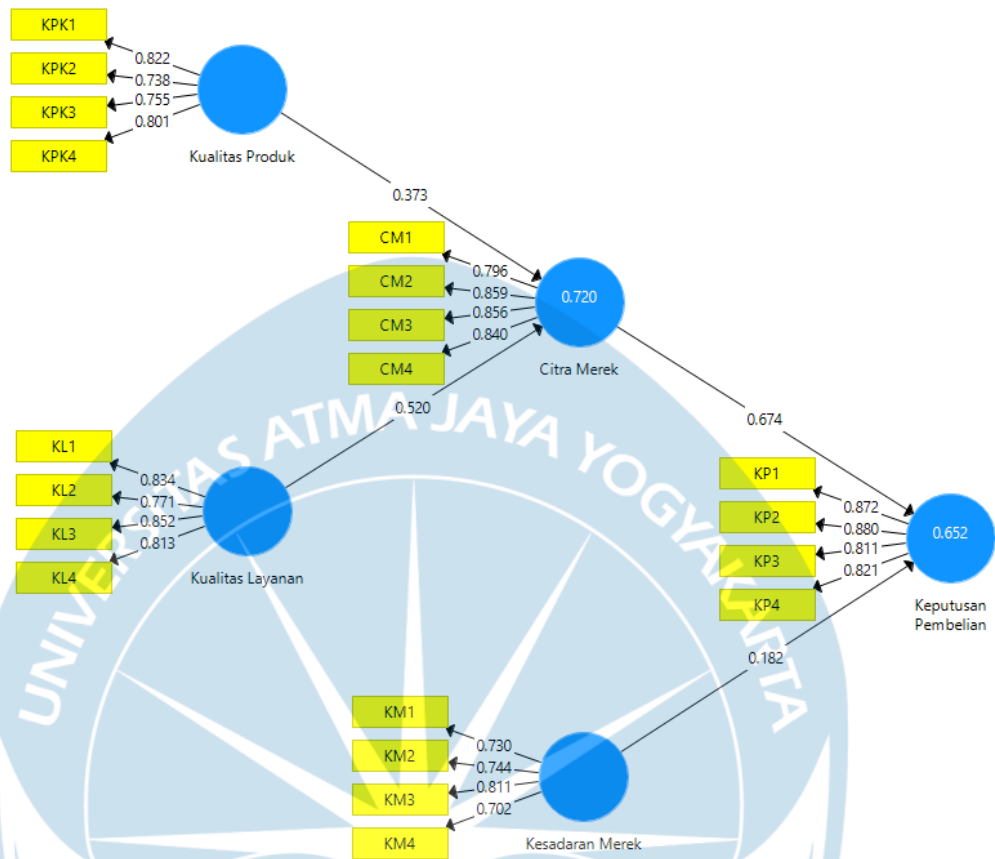 KPK1
KPK2
KPK3
KPK4
0.822
0.738
0.755
0.801
Kualitas Produk
0.373
CM1
CM2
CM3
CM4
0.796
0.859
0.856
0.840
0.720
Citra Merek
0.520
0.674
UNIVERSITAS ATMA JAYA YOGYAKARTA
KL1
KL2
KL3
KL4
0.834
0.771
0.852
0.813
Kualitas Layanan
KP1
KP2
KP3
KP4
0.872
0.880
0.811
0.821
0.652
Keputusan
Pembelian
0.182
KM1
KM2
KM3
KM4
0.730
0.744
0.811
0.702
Kesadaran Merek